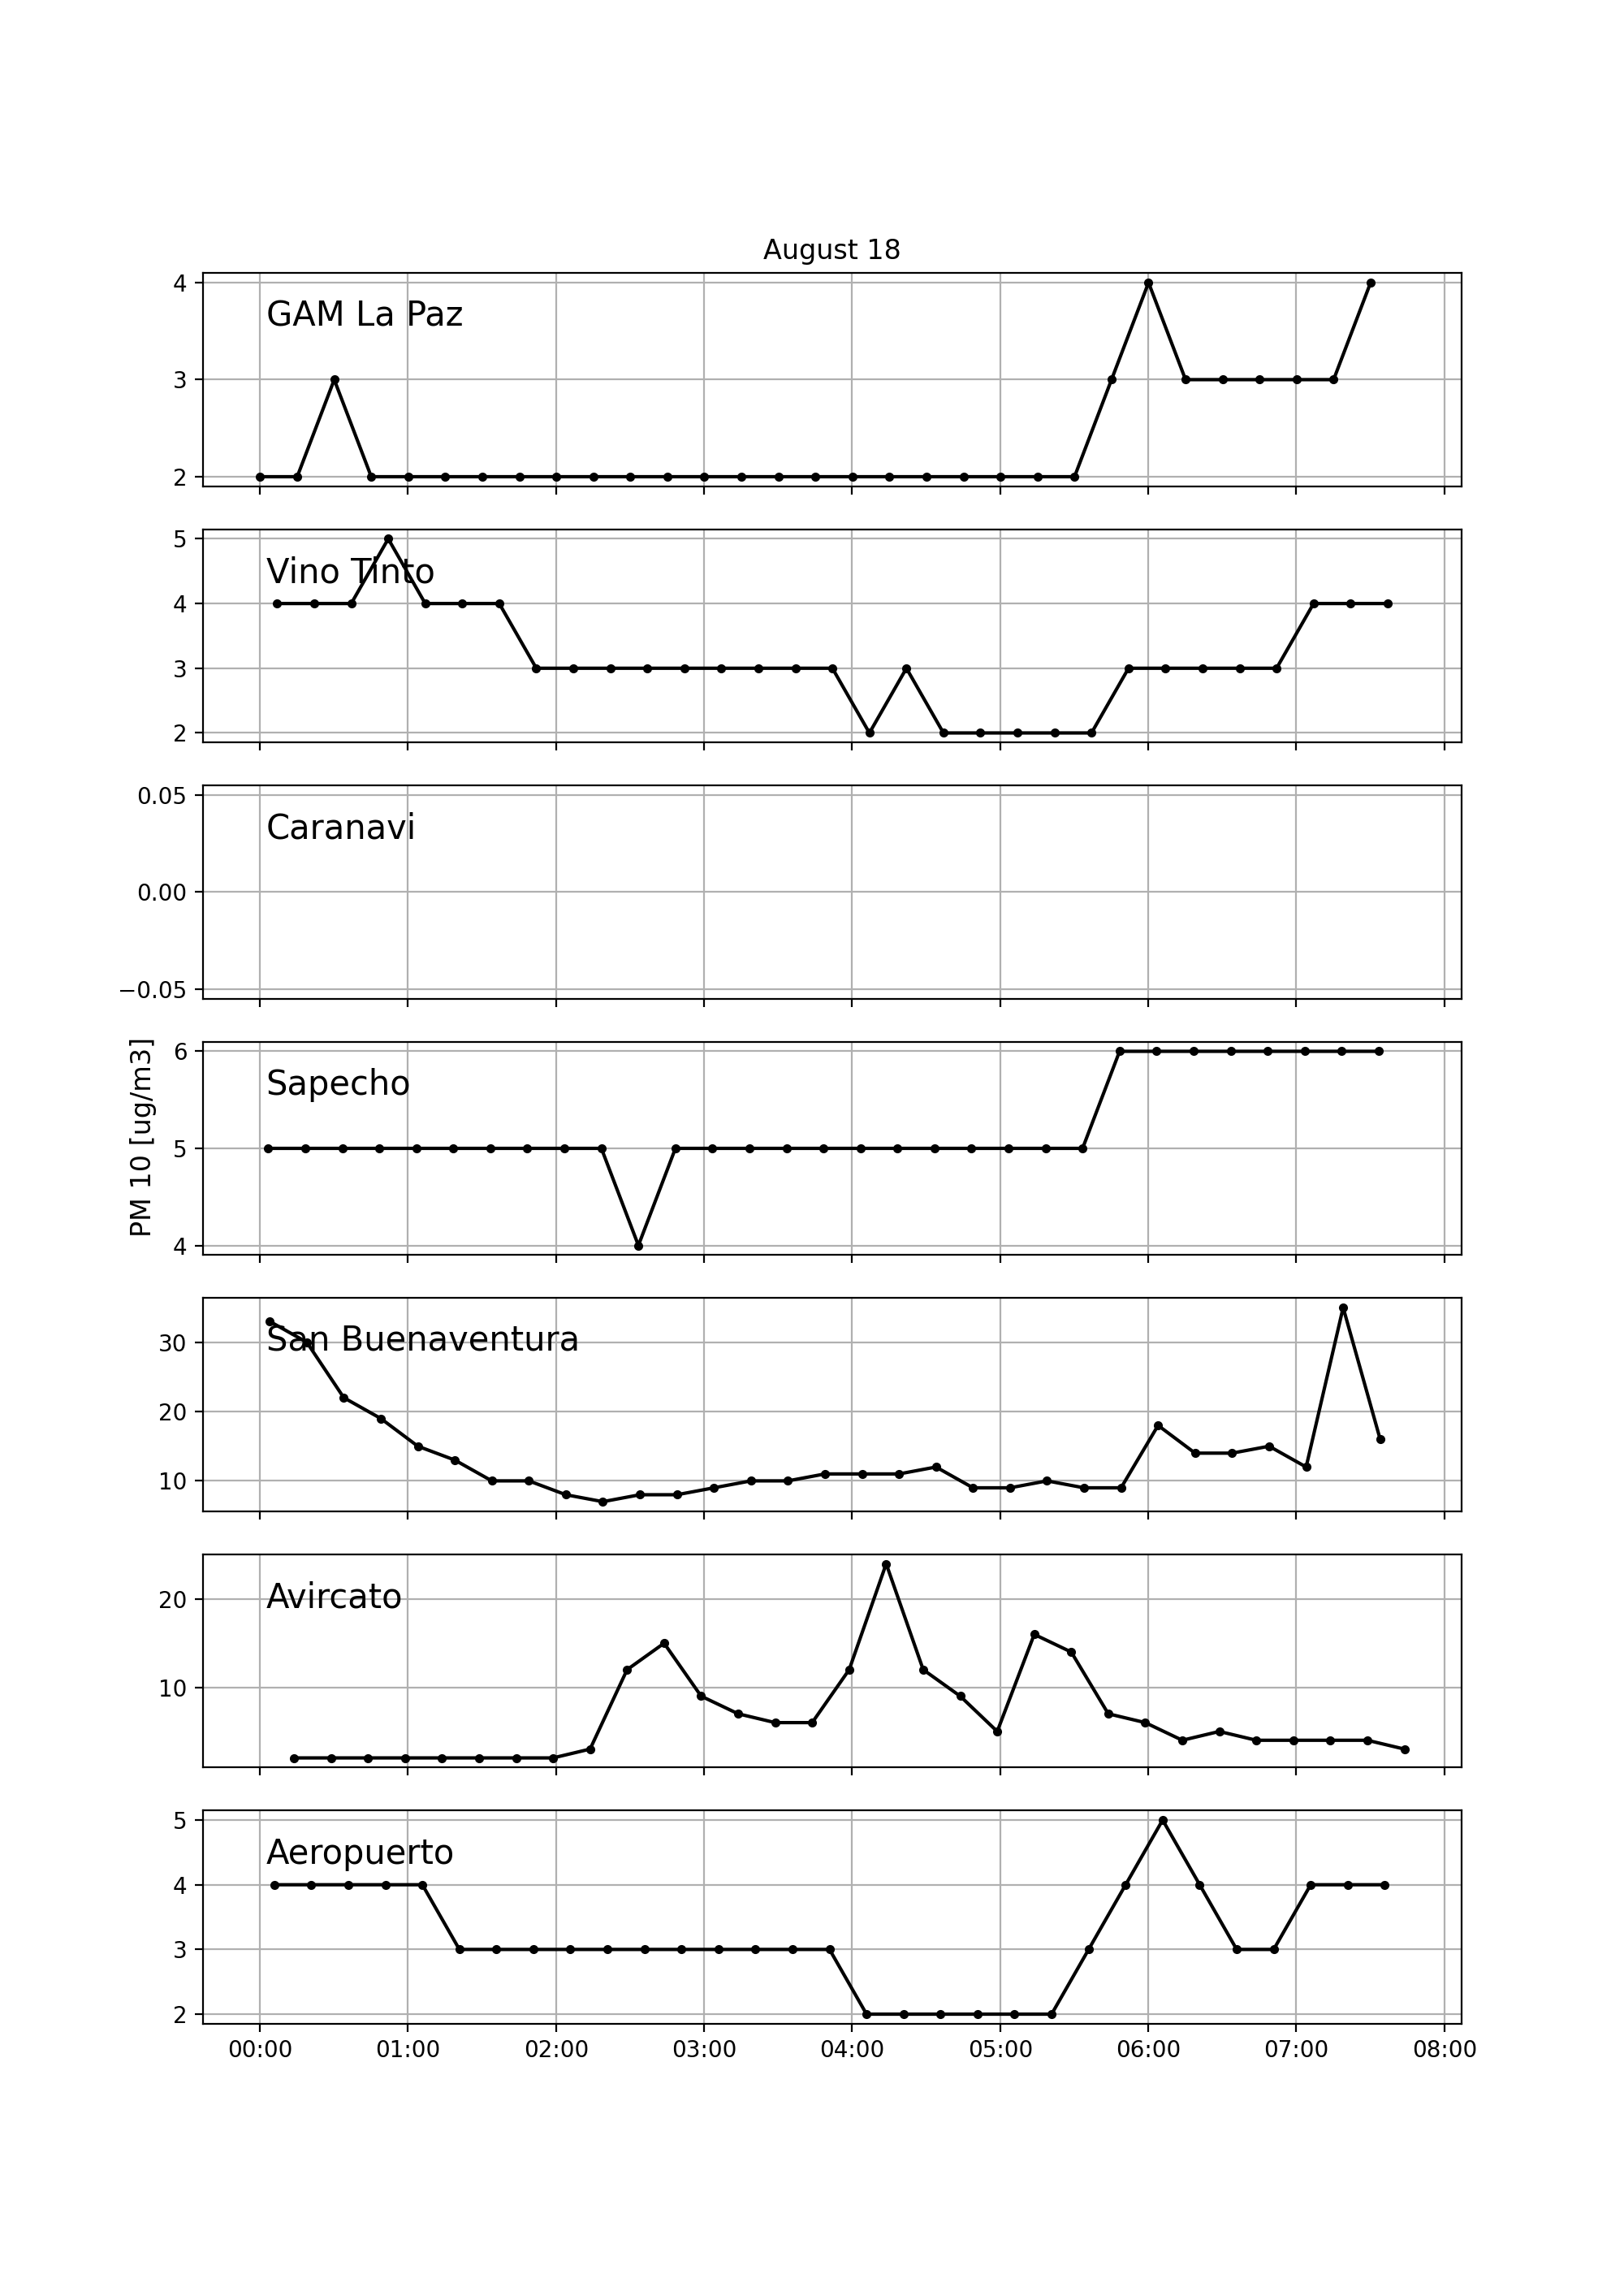 August 18
4
GAM La Paz
3
2
5
Vino Tinto
4
3
2
0.05
Caranavi
0.00
−0.05
PM 10 [ug/m3]
6
Sapecho
5
4
30
San Buenaventura
20
10
20
Avircato
10
5
Aeropuerto
4
3
2
00:00 01:00 02:00 03:00 04:00 05:00 06:00 07:00 08:00